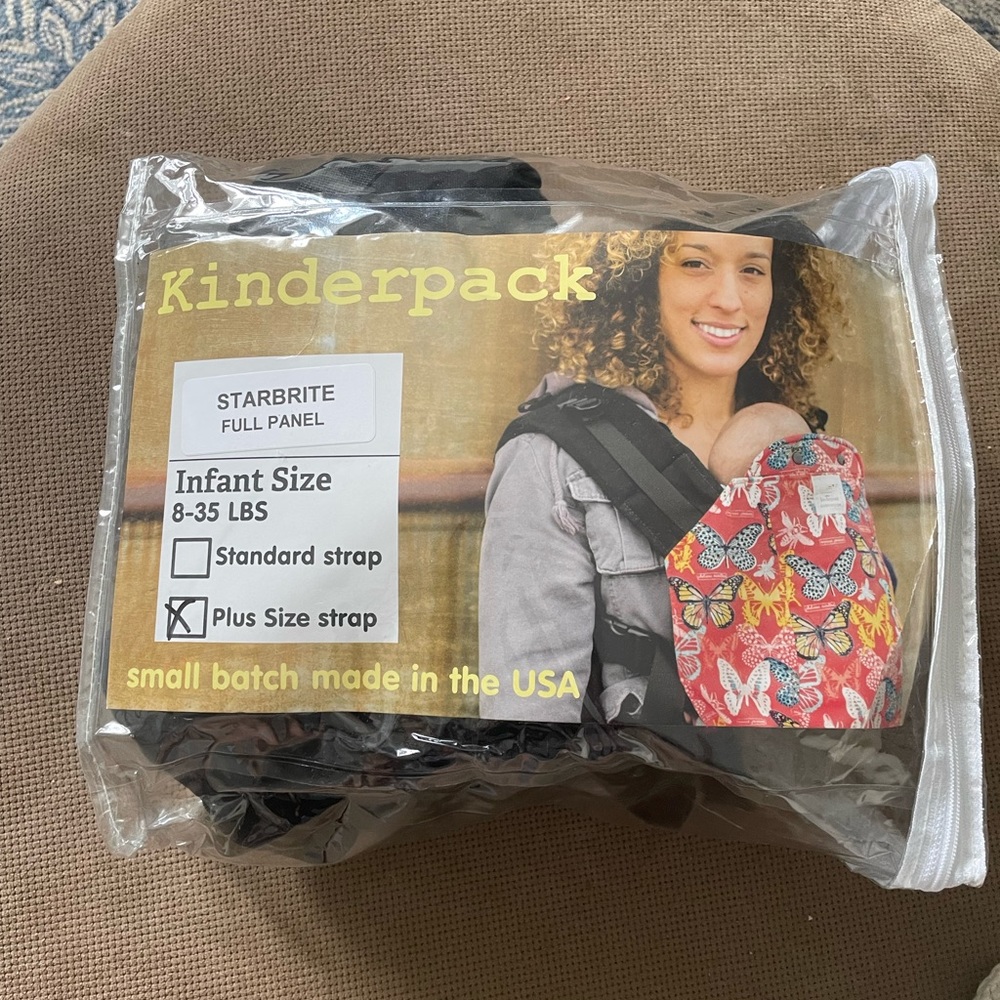 Kinderpack
STARBRITE
FULL PANEL
Infant Size
8-35 LBS
Standard strap
Plus Size strap
small batch made in the USA